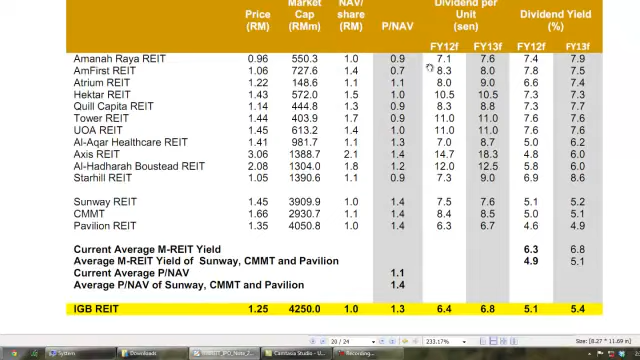 Price (RM) Market Cap (RMm) NAV/ share (RM) P/NAV Dividend per Unit (sen) Dividend Yield (%)
FY12f FY13f FY12f FY13f
Amanah Raya REIT 0.96 550.3 1.0 0.9 7.1 7.6 7.4 7.9
AmFirst REIT 1.06 727.6 1.4 0.7 8.3 8.0 7.8 7.5
Atrium REIT 1.22 148.6 1.1 1.1 8.0 9.0 6.6 7.4
Hektar REIT 1.43 572.0 1.5 1.0 10.5 10.5 7.3 7.3
Quill Capita REIT 1.14 444.8 1.3 0.9 8.3 8.8 7.3 7.7
Tower REIT 1.44 403.9 1.7 0.9 11.0 11.0 7.6 7.6
UOA REIT 1.45 613.2 1.4 1.0 11.0 11.0 7.6 7.6
Al-Aqar Healthcare REIT 1.41 981.7 1.1 1.3 7.0 8.7 5.0 6.2
Axis REIT 3.06 1388.7 2.1 1.4 14.7 18.3 4.8 6.0
Al-Hadharah Boustead REIT 2.08 1304.0 1.8 1.2 12.0 12.5 5.8 6.0
Starhill REIT 1.05 1390.6 1.1 0.9 7.3 9.0 6.9 8.6
Sunway REIT 1.45 3909.9 1.0 1.4 7.5 7.6 5.1 5.2
CMMT 1.66 2930.7 1.1 1.4 8.4 8.5 5.0 5.1
Pavilion REIT 1.35 4050.8 1.0 1.4 6.3 6.7 4.6 4.9
Current Average M-REIT Yield 6.3 6.8
Average M-REIT Yield of Sunway, CMMT and Pavilion 4.9 5.1
Current Average P/NAV 1.1
Average P/NAV of Sunway, CMMT and Pavilion 1.4
IGB REIT 1.25 4250.0 1.0 1.3 6.4 6.8 5.1 5.4
20 / 24 233.17% Size: [8.27 * 11.69 in]
System Downloads Camtasia Studio - U... Recording...